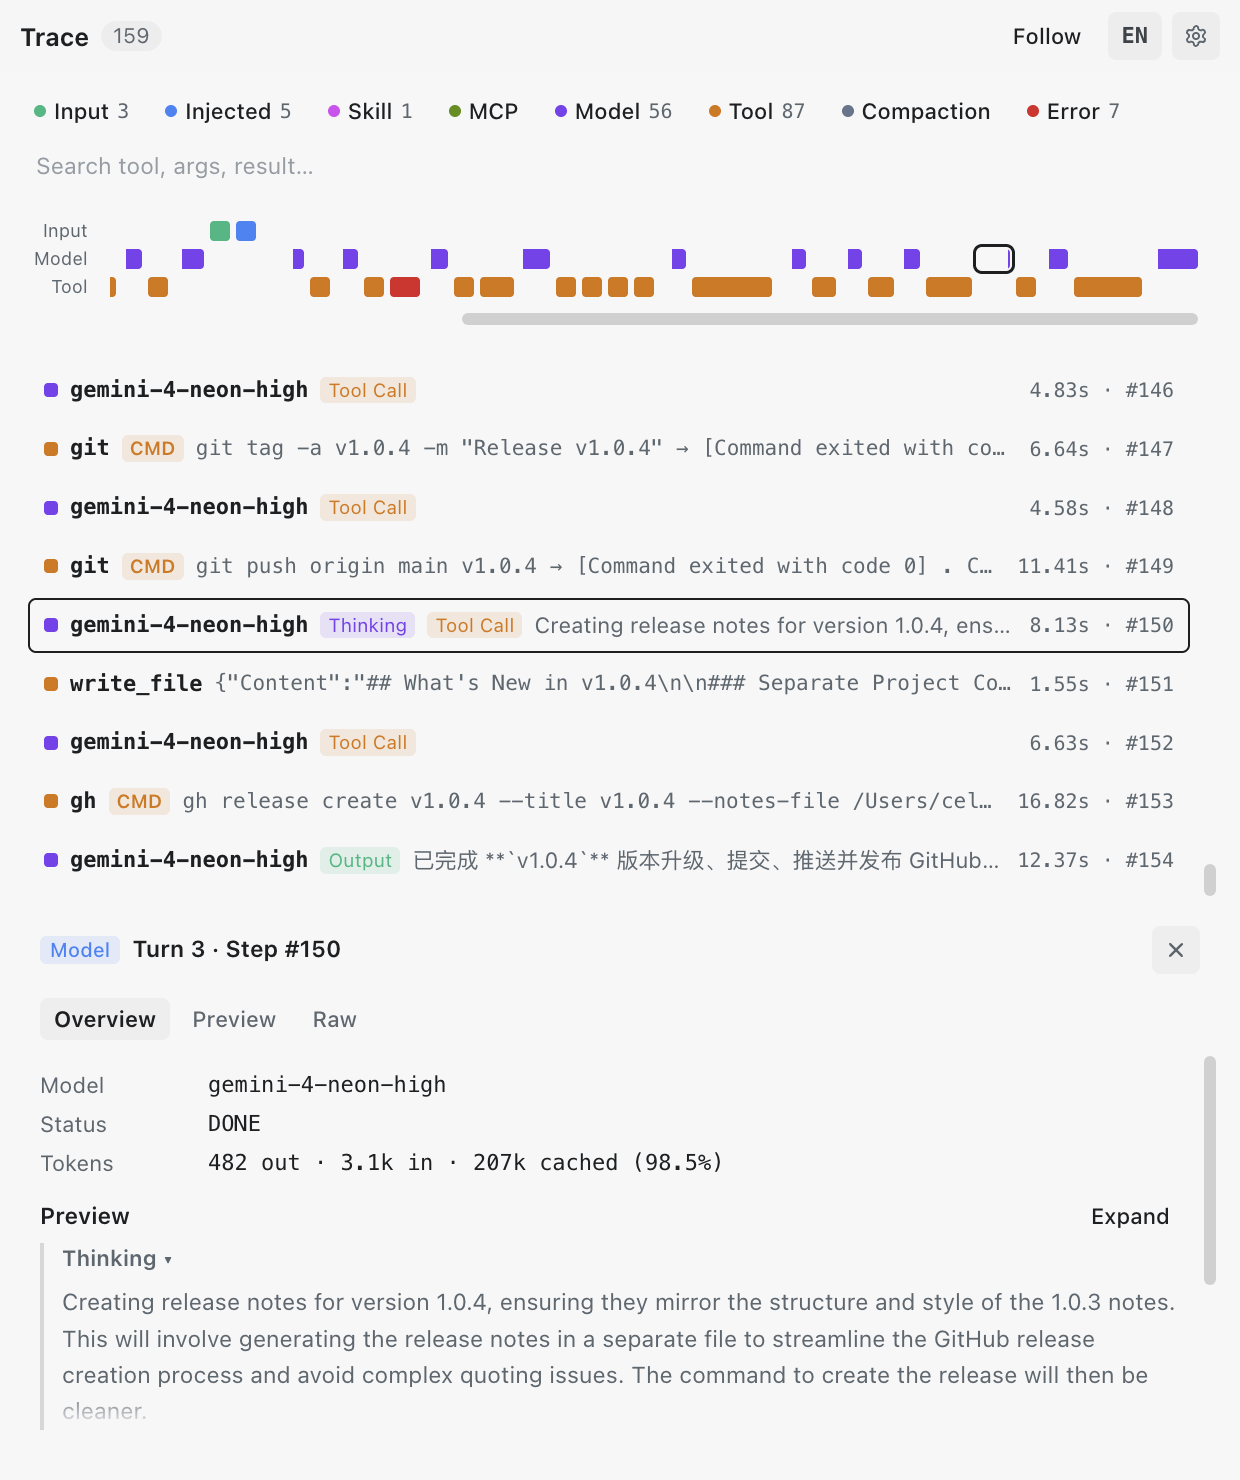 Trace 159 Follow EN
Input 3 Injected 5 Skill 1 MCP Model 56 Tool 87 Compaction Error 7
Search tool, args, result...
Input
Model
Tool
gemini-4-neon-high Tool Call 4.83s · #146
git CMD git tag -a v1.0.4 -m "Release v1.0.4" → [Command exited with co… 6.64s · #147
gemini-4-neon-high Tool Call 4.58s · #148
git CMD git push origin main v1.0.4 → [Command exited with code 0] . C… 11.41s · #149
gemini-4-neon-high Thinking Tool Call Creating release notes for version 1.0.4, ens... 8.13s · #150
write_file {"Content":"## What's New in v1.0.4\n\n### Separate Project Co… 1.55s · #151
gemini-4-neon-high Tool Call 6.63s · #152
gh CMD gh release create v1.0.4 --title v1.0.4 --notes-file /Users/cel… 16.82s · #153
gemini-4-neon-high Output 已完成 **`v1.0.4`** 版本升级、提交、推送并发布 GitHub... 12.37s · #154
Model Turn 3 · Step #150
Overview Preview Raw
Model gemini-4-neon-high
Status DONE
Tokens 482 out · 3.1k in · 207k cached (98.5%)
Preview Expand
Thinking ▾
Creating release notes for version 1.0.4, ensuring they mirror the structure and style of the 1.0.3 notes.
This will involve generating the release notes in a separate file to streamline the GitHub release
creation process and avoid complex quoting issues. The command to create the release will then be
cleaner.